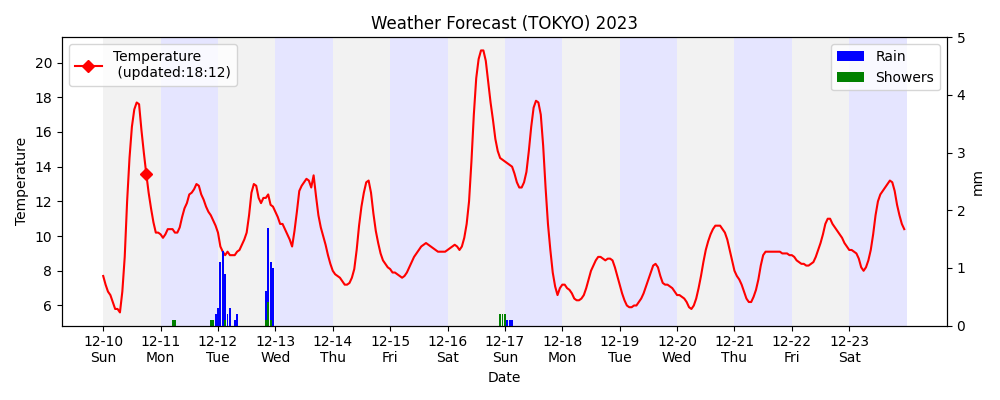 Weather Forecast (TOKYO) 2023
Temperature
(updated:18:12)
Rain
Showers
Temperature
20
18
16
14
12
10
8
6
5
4
3
2
1
0
mm
12-10 12-11 12-12 12-13 12-14 12-15 12-16 12-17 12-18 12-19 12-20 12-21 12-22 12-23
Sun Mon Tue Wed Thu Fri Sat Sun Mon Tue Wed Thu Fri Sat
Date